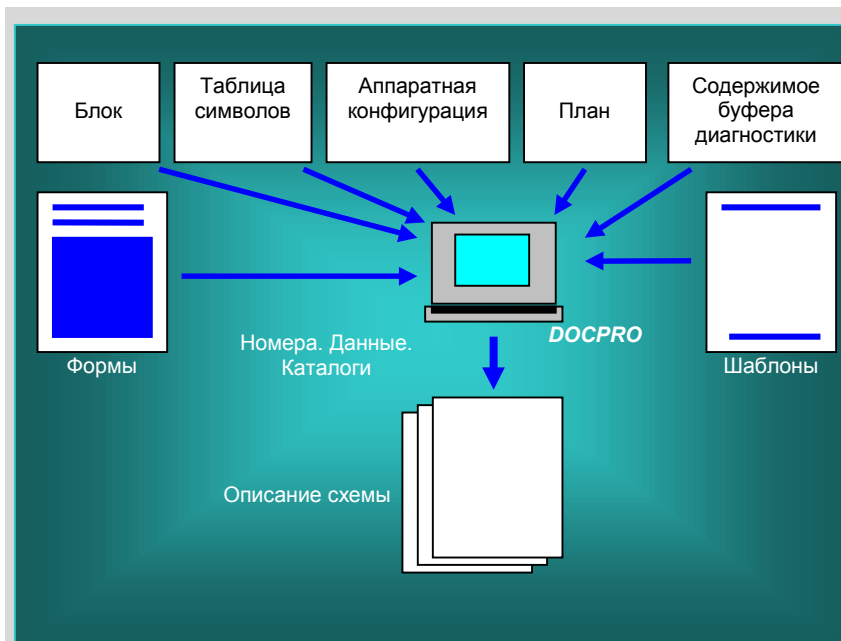 Блок
Таблица
символов
Аппаратная
конфигурация
План
Содержимое
буфера
диагностики
DOCPRO
Номера. Данные.
Каталоги
Формы
Шаблоны
Описание схемы